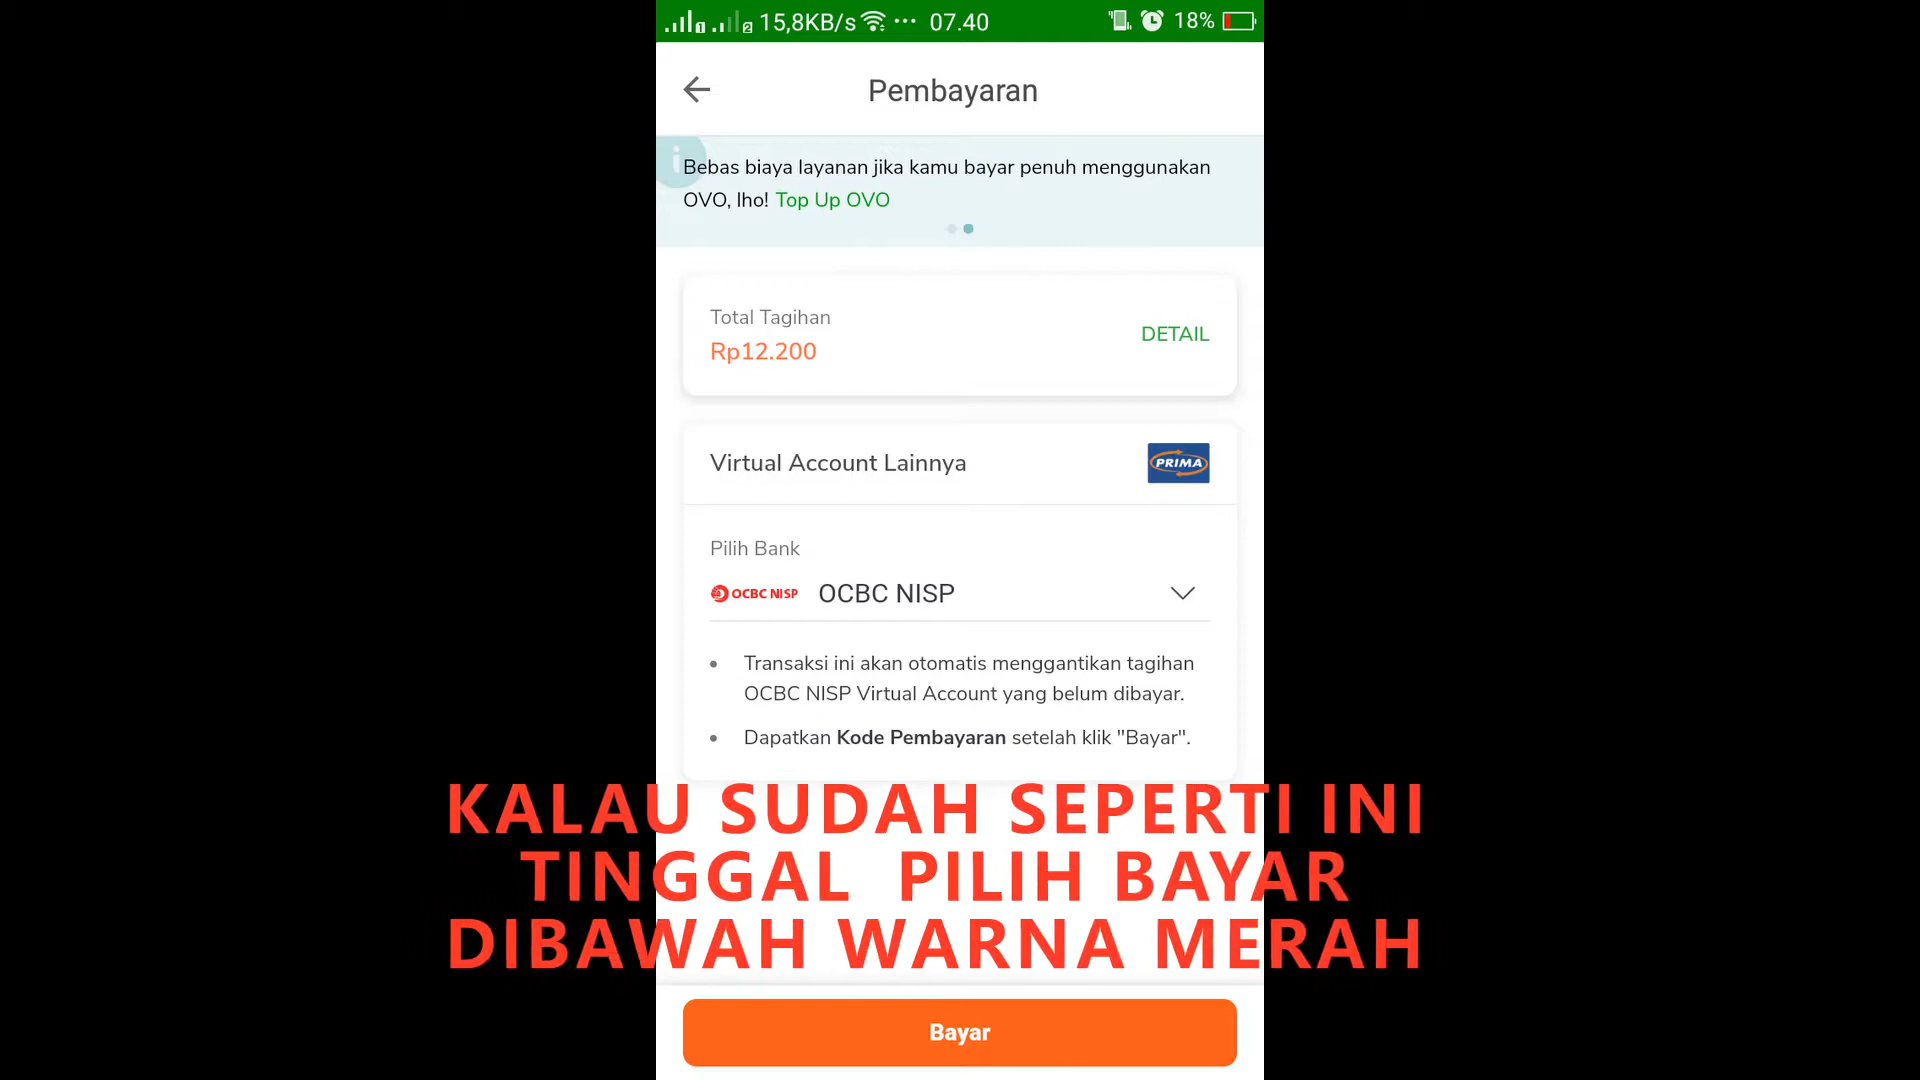 15,8KB/s ... 07.40 18%
Pembayaran
Bebas biaya layanan jika kamu bayar penuh menggunakan
OVO, lho! Top Up OVO
Total Tagihan
Rp12.200
DETAIL
Virtual Account Lainnya
PRIMA
Pilih Bank
OCBC NISP OCBC NISP
• Transaksi ini akan otomatis menggantikan tagihan
OCBC NISP Virtual Account yang belum dibayar.
• Dapatkan Kode Pembayaran setelah klik "Bayar".
KALAU SUDAH SEPERTI INI
TINGGAL PILIH BAYAR
DIBAWAH WARNA MERAH
Bayar